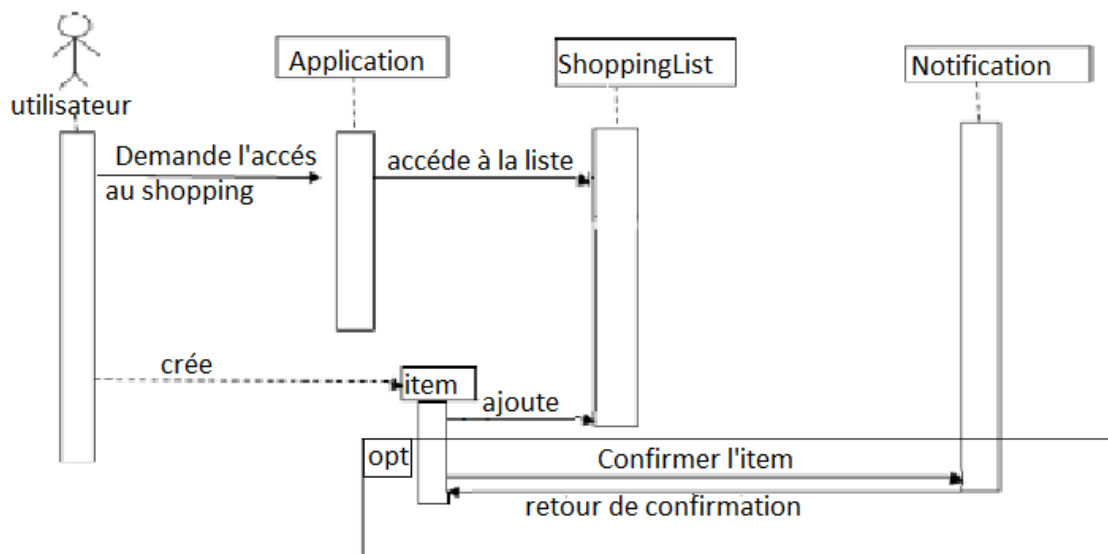 utilisateur
Application
ShoppingList
Notification
Demande l'accés
au shopping
accéde à la liste
crée
item
ajoute
opt
Confirmer l'item
retour de confirmation